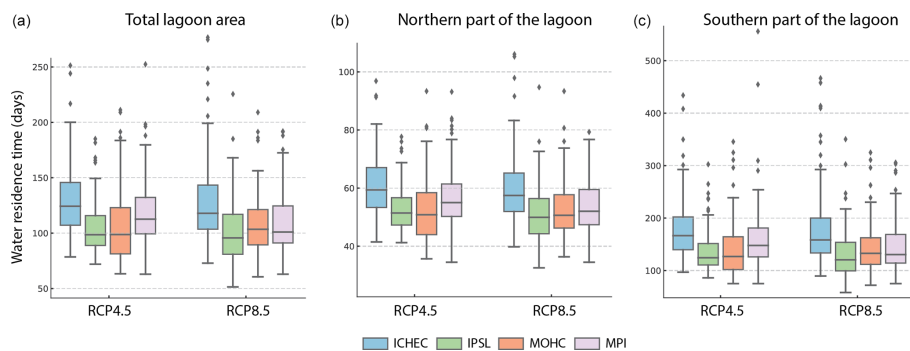 (a) Total lagoon area
(b) Northern part of the lagoon
(c) Southern part of the lagoon
Water residence time (days)
250
200
150
100
50
RCP4.5 RCP8.5
100
80
60
40
RCP4.5 RCP8.5
500
400
300
200
100
RCP4.5 RCP8.5
ICHEC IPSL MOHC MPI